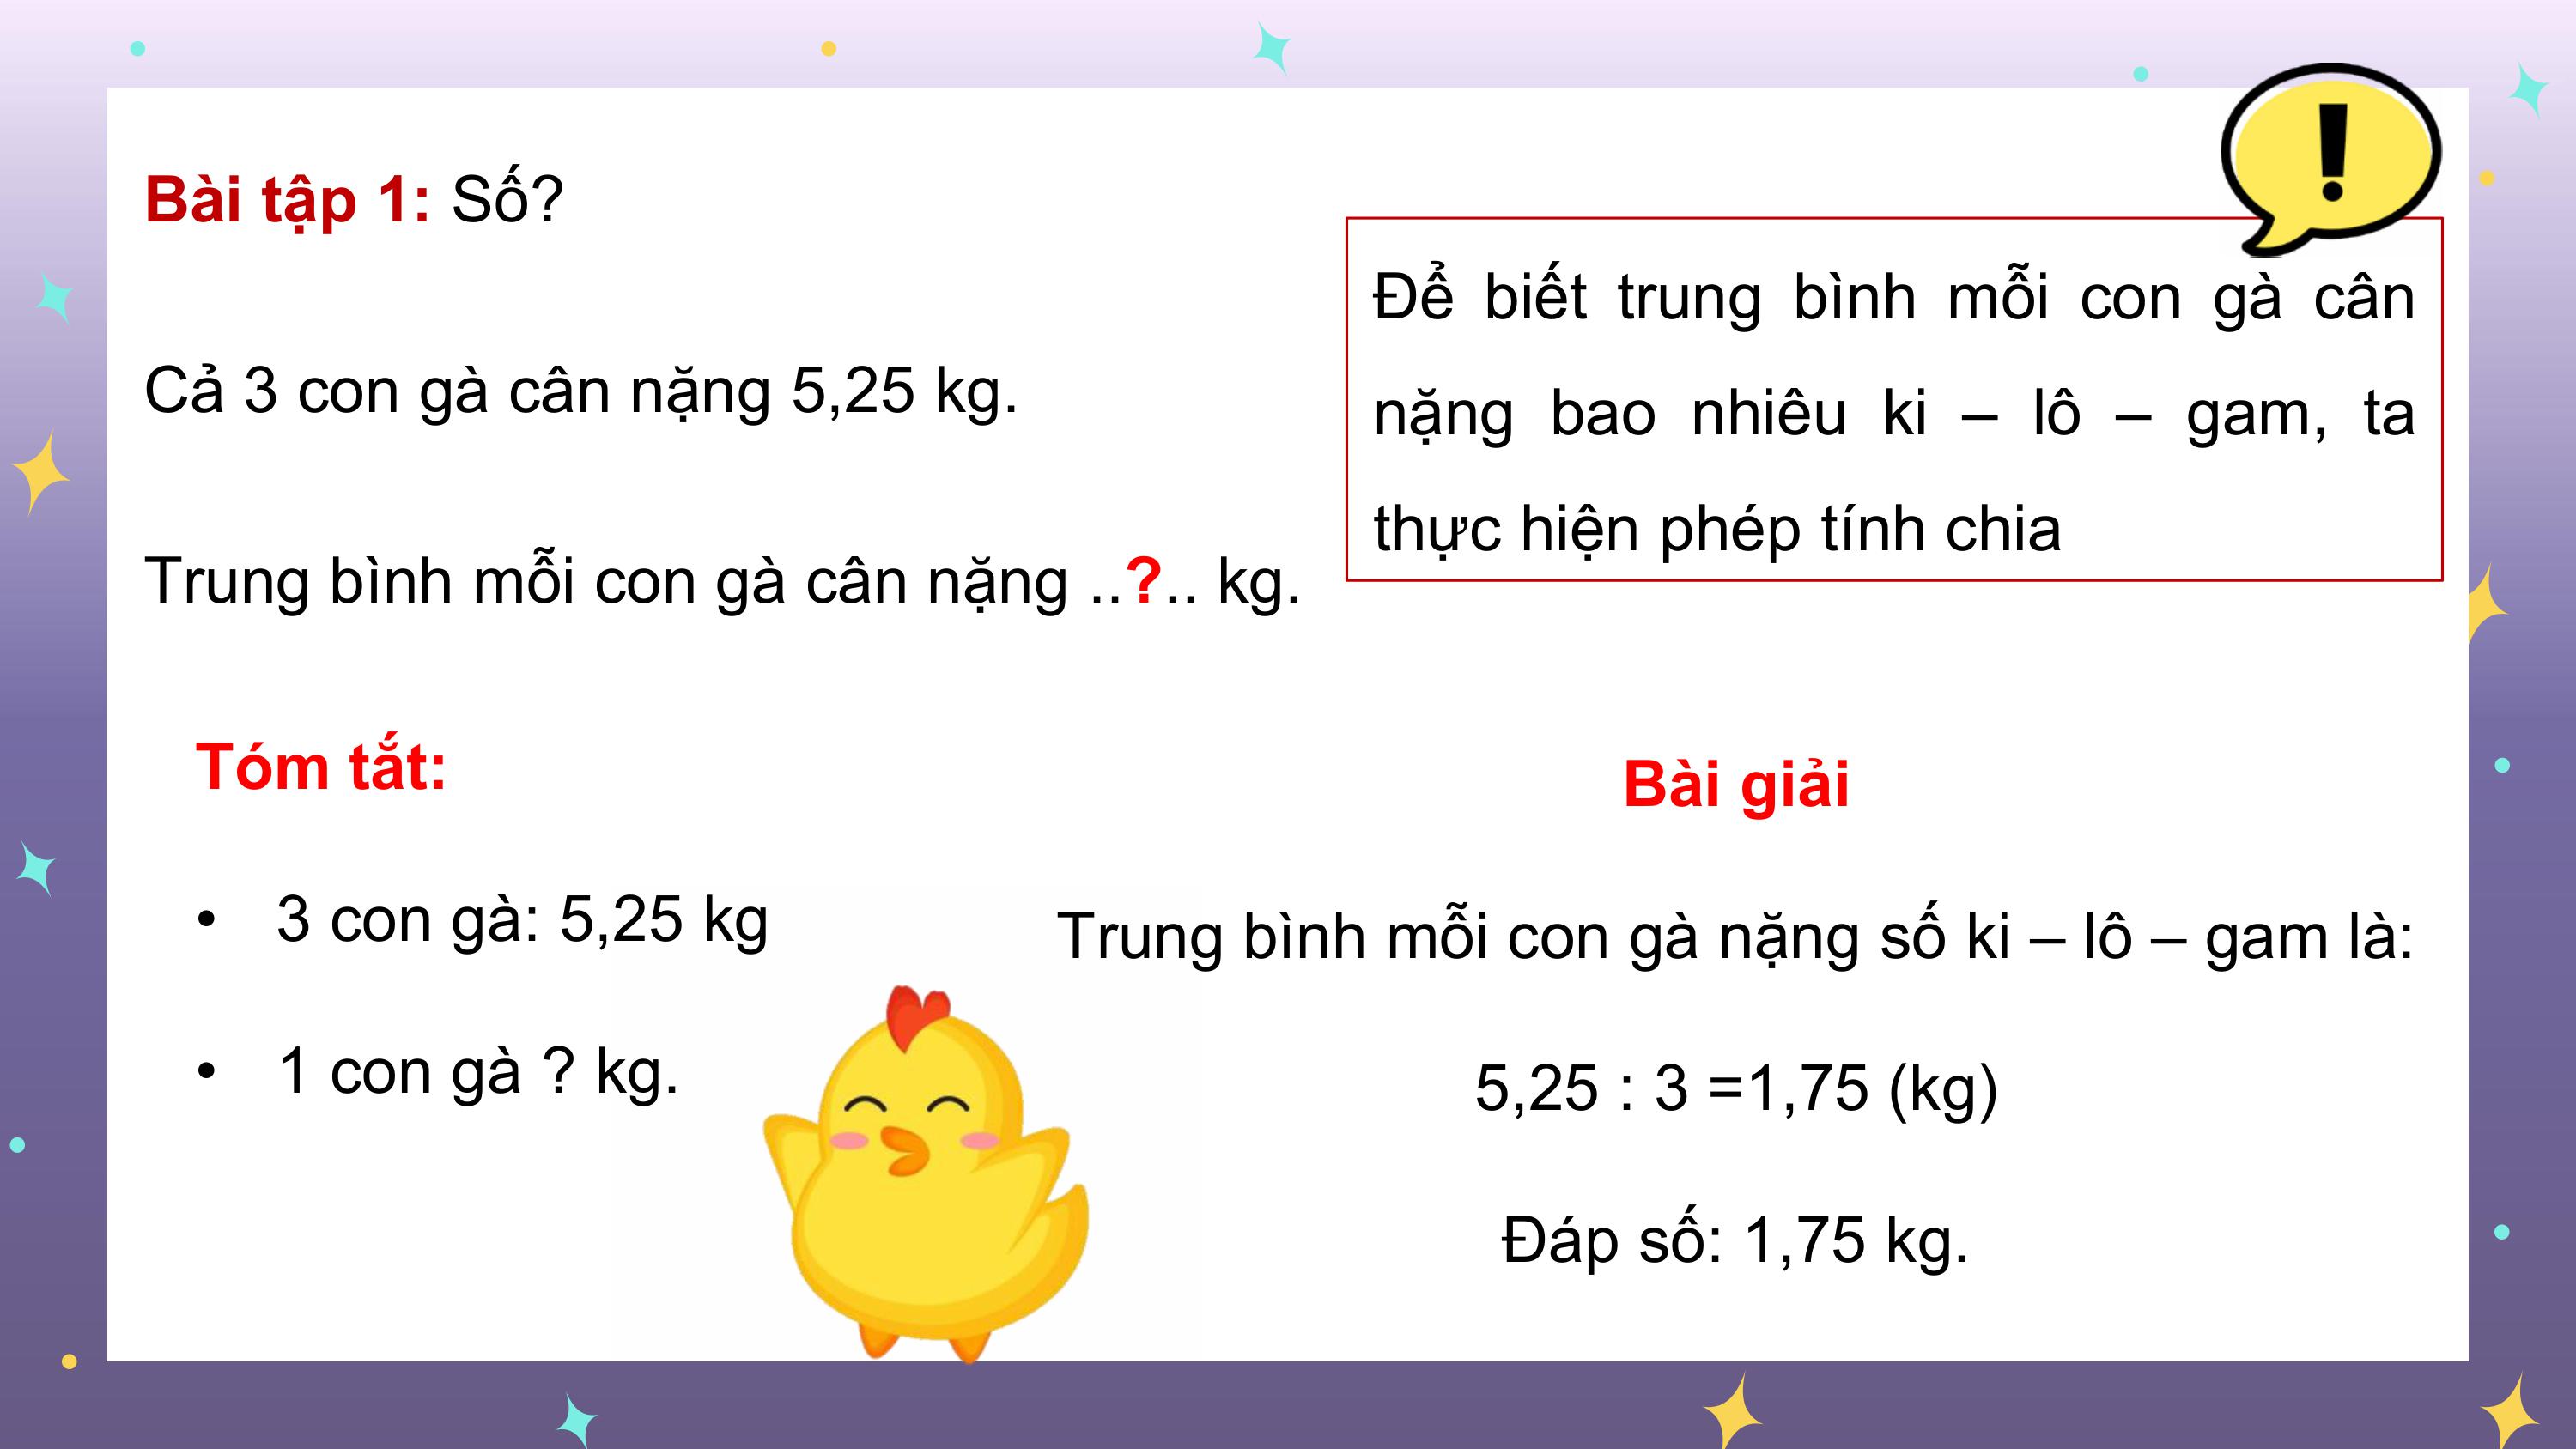 Bài tập 1: Số?
Cả 3 con gà cân nặng 5,25 kg.
Trung bình mỗi con gà cân nặng ..?.. kg.
!
Để biết trung bình mỗi con gà cân
nặng bao nhiêu ki – lô – gam, ta
thực hiện phép tính chia
Tóm tắt:
• 3 con gà: 5,25 kg
• 1 con gà ? kg.
Bài giải
Trung bình mỗi con gà nặng số ki – lô – gam là:
5,25 : 3 =1,75 (kg)
Đáp số: 1,75 kg.